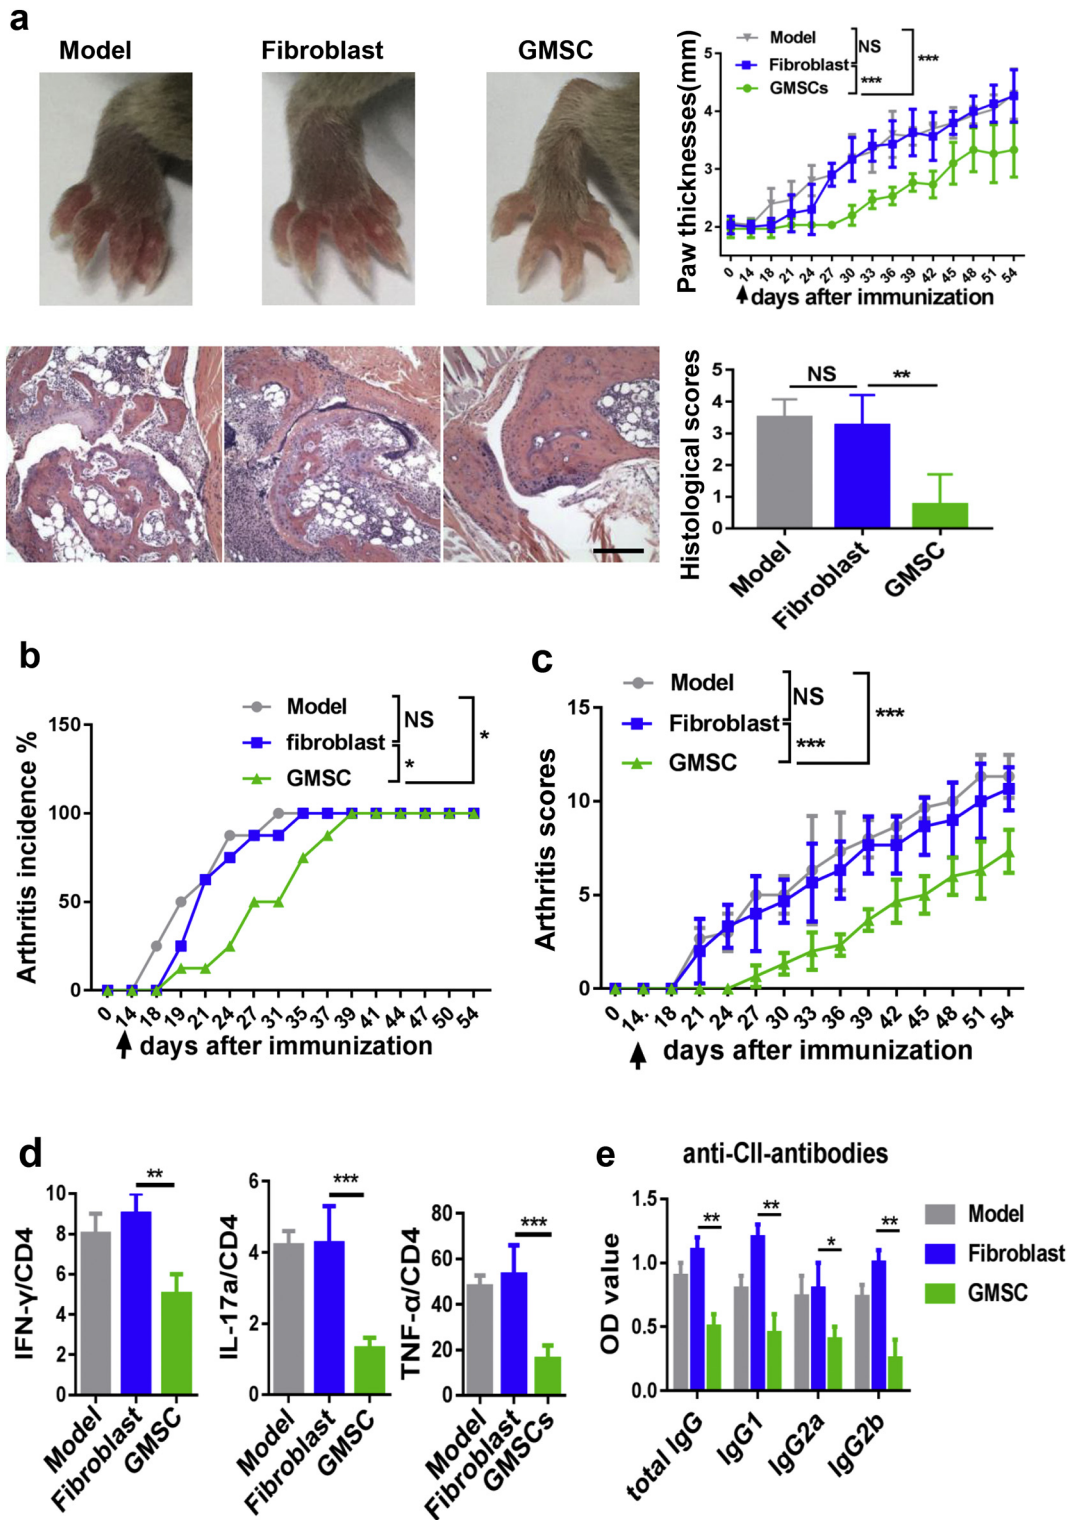 a
Model
Fibroblast
GMSC
Paw thicknesses(mm)
5
4
3
2
Model
Fibroblast
GMSCs
NS
***
***
0 14 18 21 24 27 30 33 36 39 42 45 48 51 54
days after immunization
Histological scores
5
4
3
2
1
0
NS
**
Model
Fibroblast
GMSC
b
Arthritis incidence %
150
100
50
0
Model
fibroblast
GMSC
NS
*
*
0 14 18 19 21 24 27 31 35 37 39 41 44 47 50 54
days after immunization
c
Arthritis scores
15
10
5
0
Model
Fibroblast
GMSC
NS
***
***
0 14. 18 21 24 27 30 33 36 39 42 45 48 51 54
days after immunization
d
IFN-γ/CD4
10
8
6
4
2
0
**
Model
Fibroblast
GMSC
IL-17a/CD4
6
4
2
0
***
Model
Fibroblast
GMSC
TNF-α/CD4
80
60
40
20
0
***
Model
Fibroblast
GMSCs
e
anti-CII-antibodies
OD value
1.5
1.0
0.5
0.0
**
**
*
**
total IgG
IgG1
IgG2a
IgG2b
Model
Fibroblast
GMSC